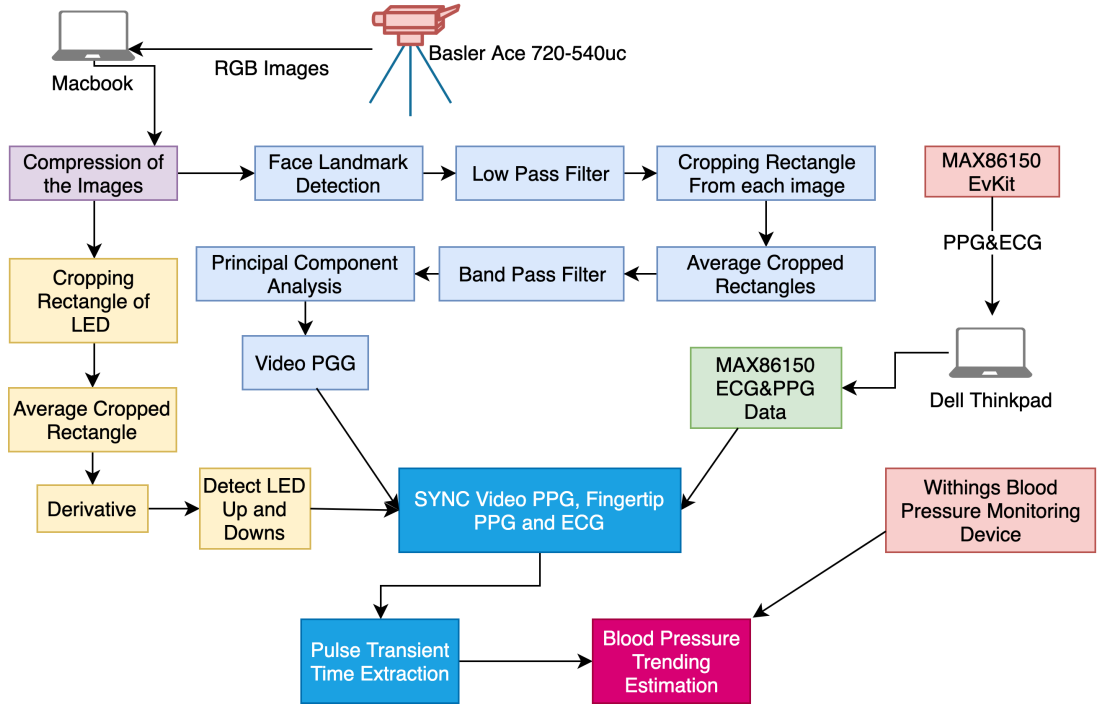 Basler Ace 720-540uc
RGB Images
Macbook
Compression of
the Images
Face Landmark
Detection
Low Pass Filter
Cropping Rectangle
From each image
MAX86150
EvKit
PPG&ECG
Cropping
Rectangle of
LED
Principal Component
Analysis
Band Pass Filter
Average Cropped
Rectangles
Video PGG
MAX86150
ECG&PPG
Data
Dell Thinkpad
Average Cropped
Rectangle
Derivative
Detect LED
Up and
Downs
SYNC Video PPG, Fingertip
PPG and ECG
Withings Blood
Pressure Monitoring
Device
Pulse Transient
Time Extraction
Blood Pressure
Trending
Estimation